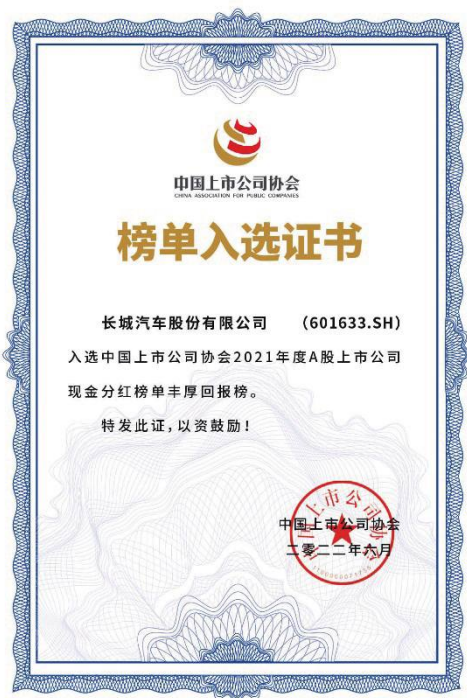 中国上市公司协会
CHINA ASSOCIATION FOR PUBLIC COMPANIES
榜单入选证书
长城汽车股份有限公司 (601633.SH)
入选中国上市公司协会2021年度A股上市公司
现金分红榜单丰厚回报榜。
特发此证,以资鼓励!
中国上市公司协会
二零二二年六月
中国上市公司协会